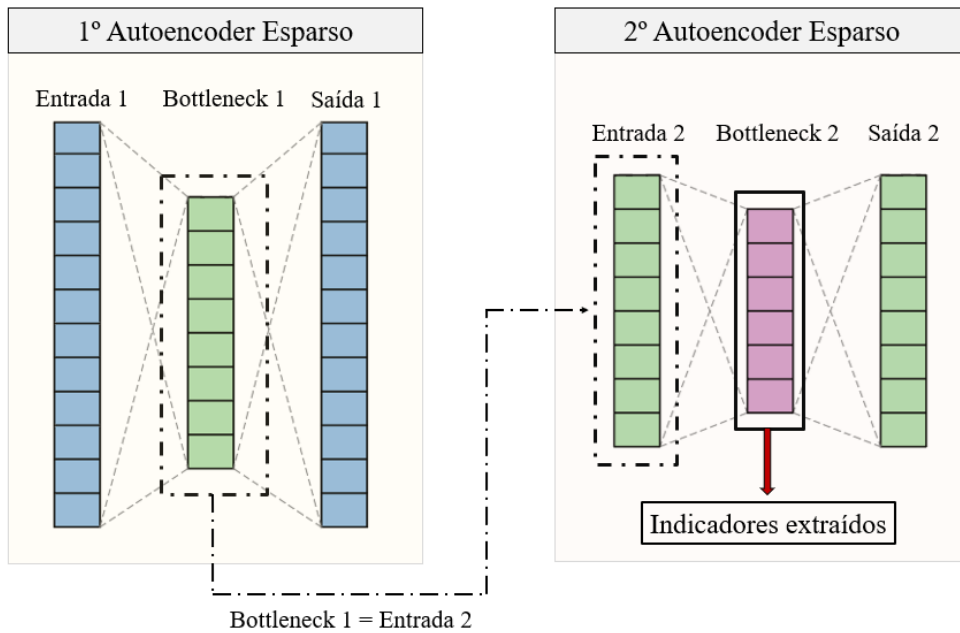 1º Autoencoder Esparso
Entrada 1
Bottleneck 1
Saída 1
2º Autoencoder Esparso
Entrada 2
Bottleneck 2
Saída 2
Indicadores extraídos
Bottleneck 1 = Entrada 2